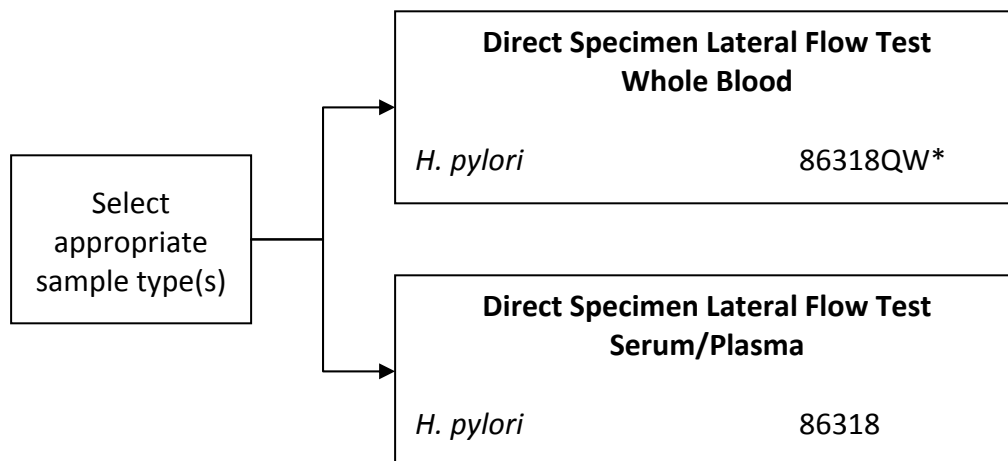 Select
appropriate
sample type(s)
Direct Specimen Lateral Flow Test
Whole Blood
H. pylori 86318QW*
Direct Specimen Lateral Flow Test
Serum/Plasma
H. pylori 86318